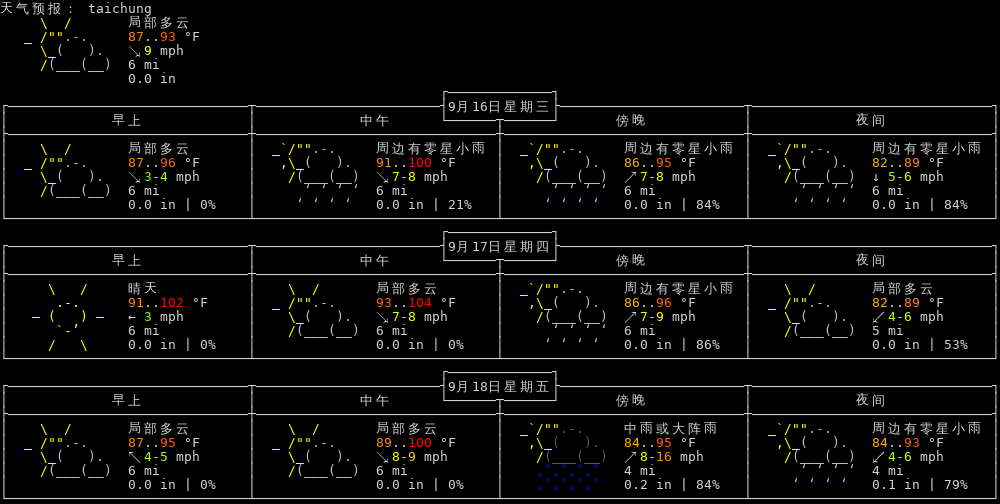 天气预报： taichung
局部多云
87..93 °F
↘9 mph
6 mi
0.0 in
9月16日星期三
早上 中午 傍晚 夜间
局部多云 周边有零星小雨 周边有零星小雨 周边有零星小雨
87..96 °F 91..100 °F 86..95 °F 82..89 °F
↘3-4 mph ↘7-8 mph ↗7-8 mph ↓ 5-6 mph
6 mi 6 mi 6 mi 6 mi
0.0 in | 0% 0.0 in | 21% 0.0 in | 84% 0.0 in | 84%
9月17日星期四
早上 中午 傍晚 夜间
晴天 局部多云 周边有零星小雨 局部多云
91..102 °F 93..104 °F 86..96 °F 82..89 °F
← 3 mph ↘7-8 mph ↗7-9 mph ↙4-6 mph
6 mi 6 mi 6 mi 5 mi
0.0 in | 0% 0.0 in | 0% 0.0 in | 86% 0.0 in | 53%
9月18日星期五
早上 中午 傍晚 夜间
局部多云 局部多云 中雨或大阵雨 周边有零星小雨
87..95 °F 89..100 °F 84..95 °F 84..93 °F
↖4-5 mph ↘8-9 mph ↗8-16 mph ↗4-6 mph
6 mi 6 mi 4 mi 4 mi
0.0 in | 0% 0.0 in | 0% 0.2 in | 84% 0.1 in | 79%